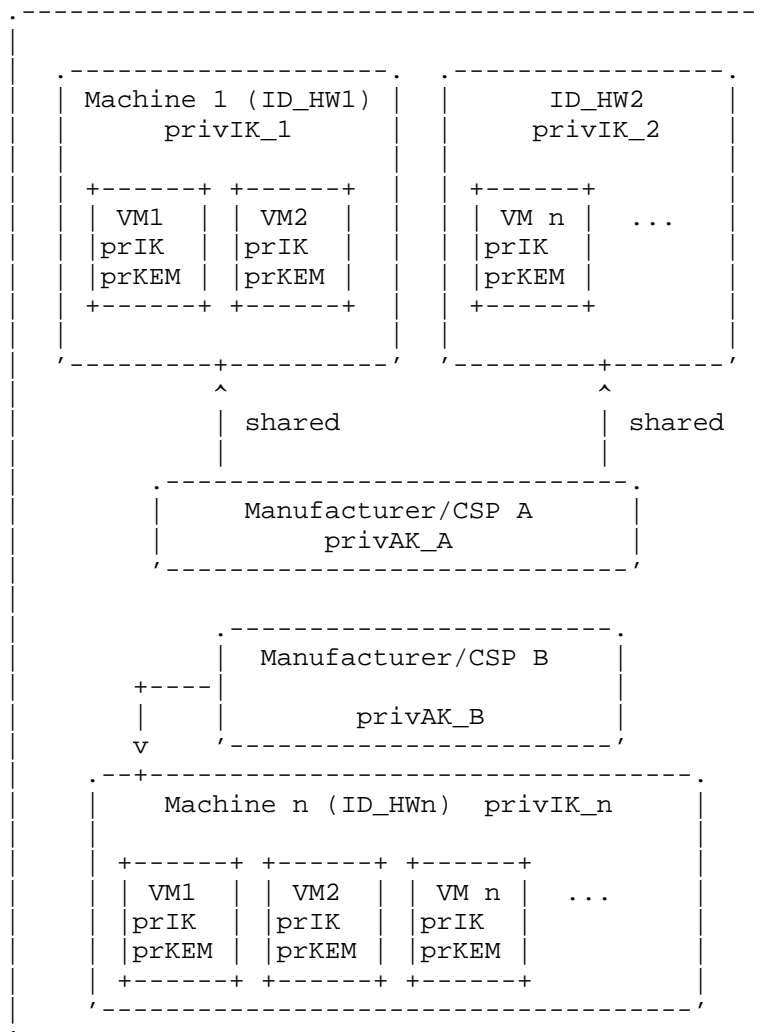 Machine 1 (ID_HW1) ID_HW2
privIK_1 privIK_2
VM1 VM2 VM n ...
prIK prIK prIK
prKEM prKEM prKEM
shared shared
Manufacturer/CSP A
privAK_A
Manufacturer/CSP B
privAK_B
v
Machine n (ID_HWn) privIK_n
VM1 VM2 VM n ...
prIK prIK prIK
prKEM prKEM prKEM